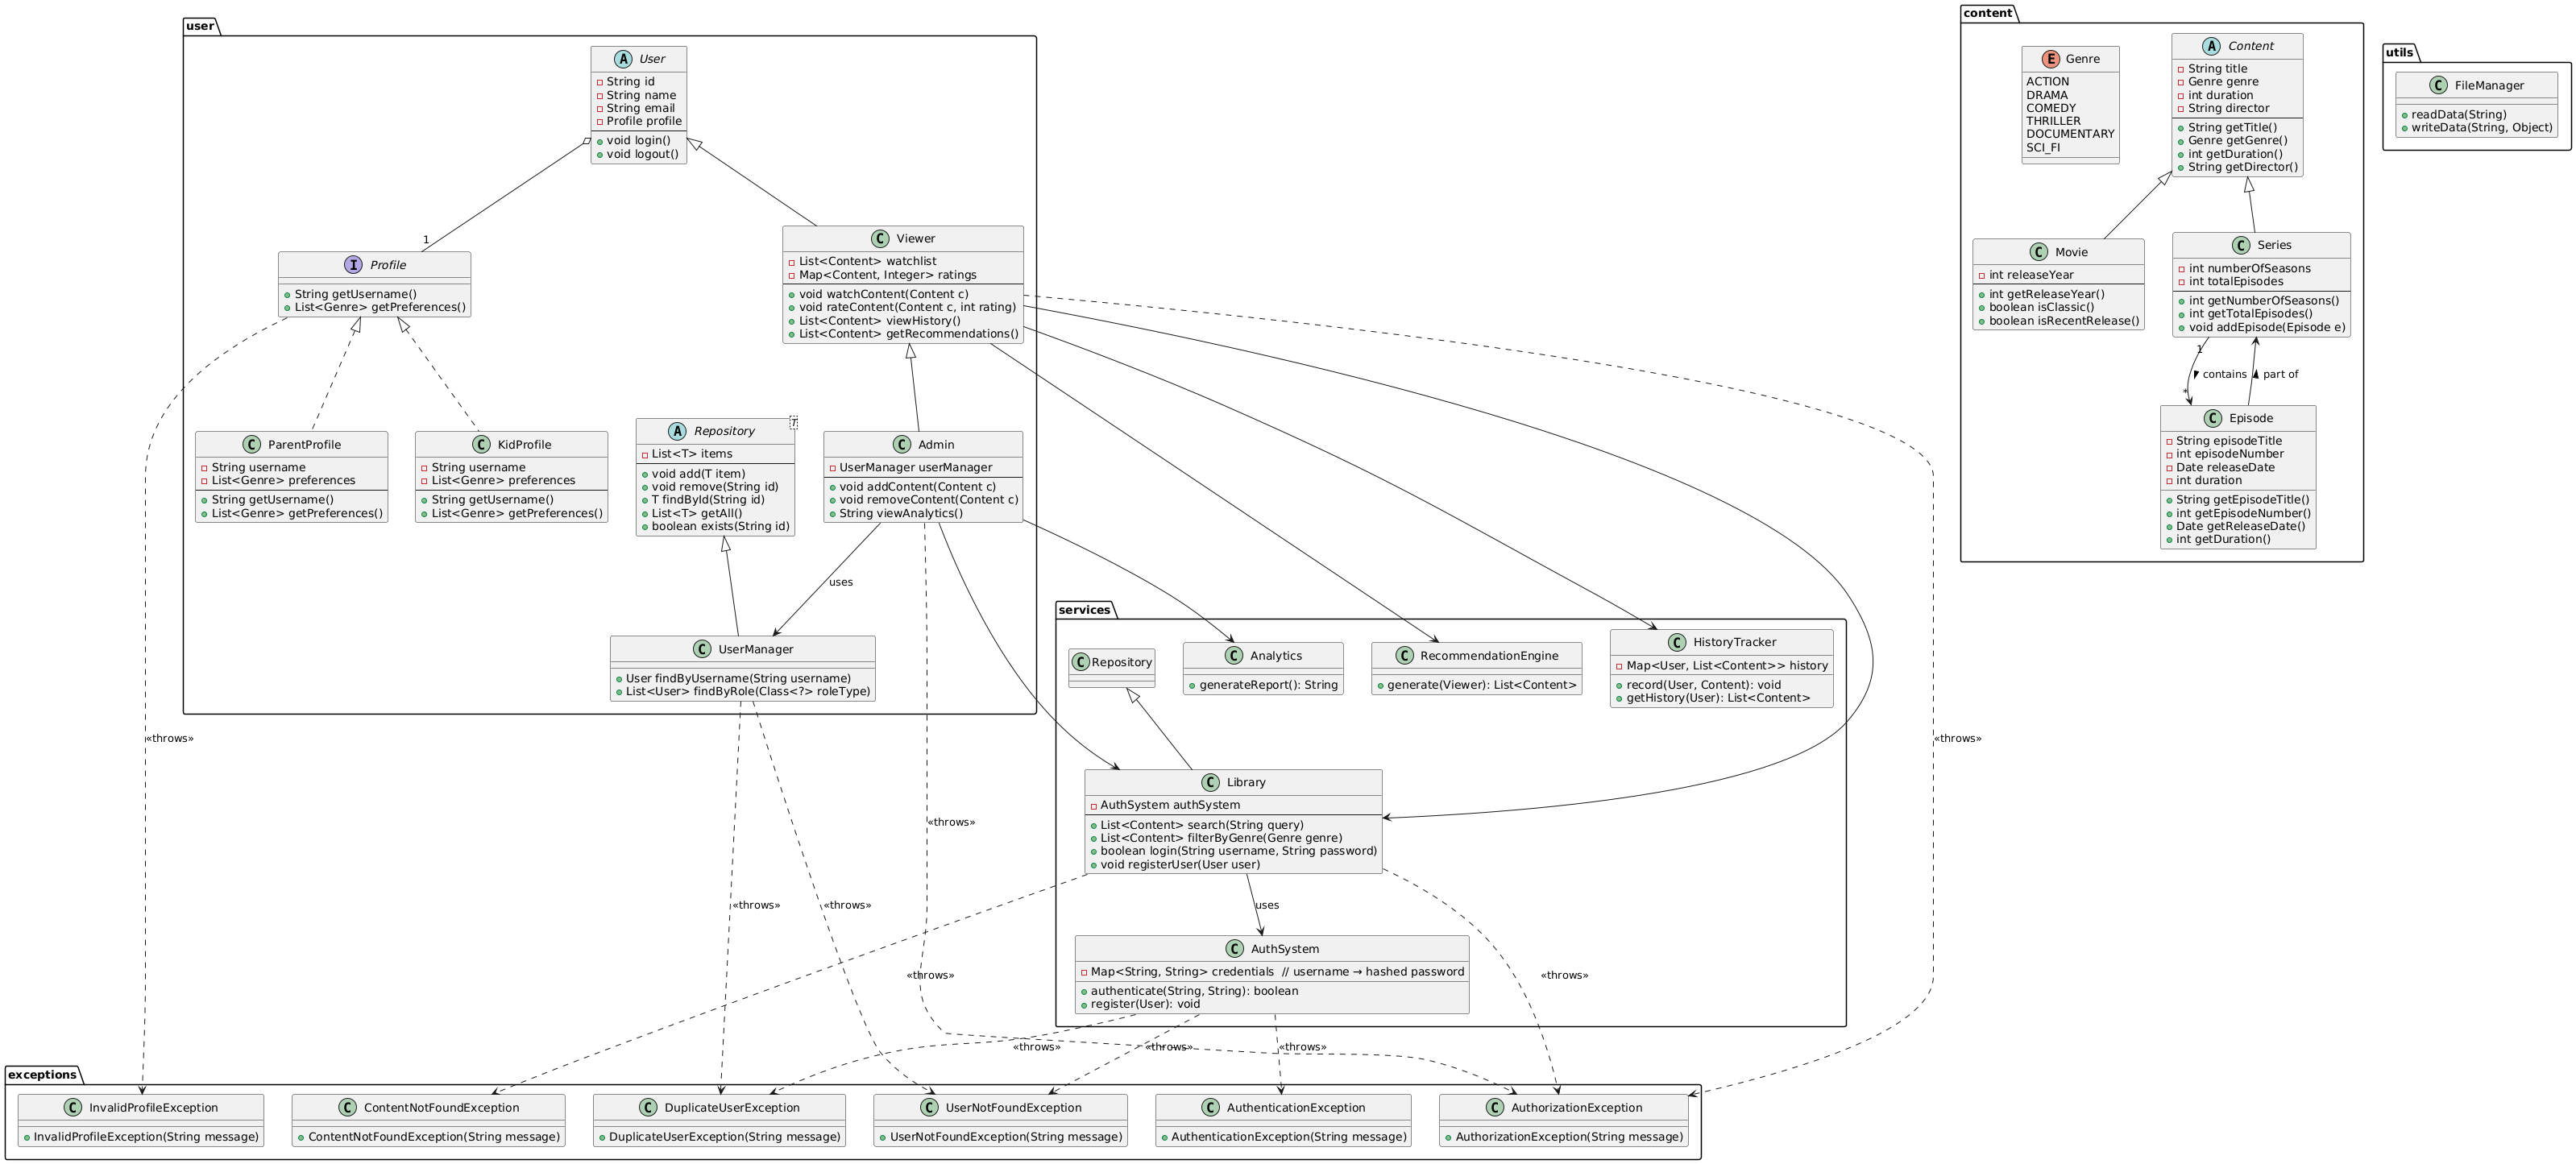 user
User
String id
String name
String email
Profile profile
void login()
void logout()
1
Profile
String getUsername()
List<Genre> getPreferences()
Viewer
List<Content> watchlist
Map<Content, Integer> ratings
void watchContent(Content c)
void rateContent(Content c, int rating)
List<Content> viewHistory()
List<Content> getRecommendations()
ParentProfile
String username
List<Genre> preferences
String getUsername()
List<Genre> getPreferences()
KidProfile
String username
List<Genre> preferences
String getUsername()
List<Genre> getPreferences()
Repository
T
List<T> items
void add(T item)
void remove(String id)
T findById(String id)
List<T> getAll()
boolean exists(String id)
Admin
UserManager userManager
void addContent(Content c)
void removeContent(Content c)
String viewAnalytics()
uses
UserManager
User findByUsername(String username)
List<User> findByRole(Class<?> roleType)
content
Genre
ACTION
DRAMA
COMEDY
THRILLER
DOCUMENTARY
SCI_FI
Content
String title
Genre genre
int duration
String director
String getTitle()
Genre getGenre()
int getDuration()
String getDirector()
Movie
int releaseYear
int getReleaseYear()
boolean isClassic()
boolean isRecentRelease()
Series
int numberOfSeasons
int totalEpisodes
int getNumberOfSeasons()
int getTotalEpisodes()
void addEpisode(Episode e)
1
contains
part of
*
Episode
String episodeTitle
int episodeNumber
Date releaseDate
int duration
String getEpisodeTitle()
int getEpisodeNumber()
Date getReleaseDate()
int getDuration()
utils
FileManager
readData(String)
writeData(String, Object)
services
Repository
Analytics
generateReport(): String
RecommendationEngine
generate(Viewer): List<Content>
HistoryTracker
Map<User, List<Content>> history
record(User, Content): void
getHistory(User): List<Content>
Library
AuthSystem authSystem
List<Content> search(String query)
List<Content> filterByGenre(Genre genre)
boolean login(String username, String password)
void registerUser(User user)
uses
AuthSystem
Map<String, String> credentials  // username → hashed password
authenticate(String, String): boolean
register(User): void
«throws»
«throws»
«throws»
«throws»
«throws»
«throws»
«throws»
«throws»
«throws»
«throws»
exceptions
InvalidProfileException
InvalidProfileException(String message)
ContentNotFoundException
ContentNotFoundException(String message)
DuplicateUserException
DuplicateUserException(String message)
UserNotFoundException
UserNotFoundException(String message)
AuthenticationException
AuthenticationException(String message)
AuthorizationException
AuthorizationException(String message)